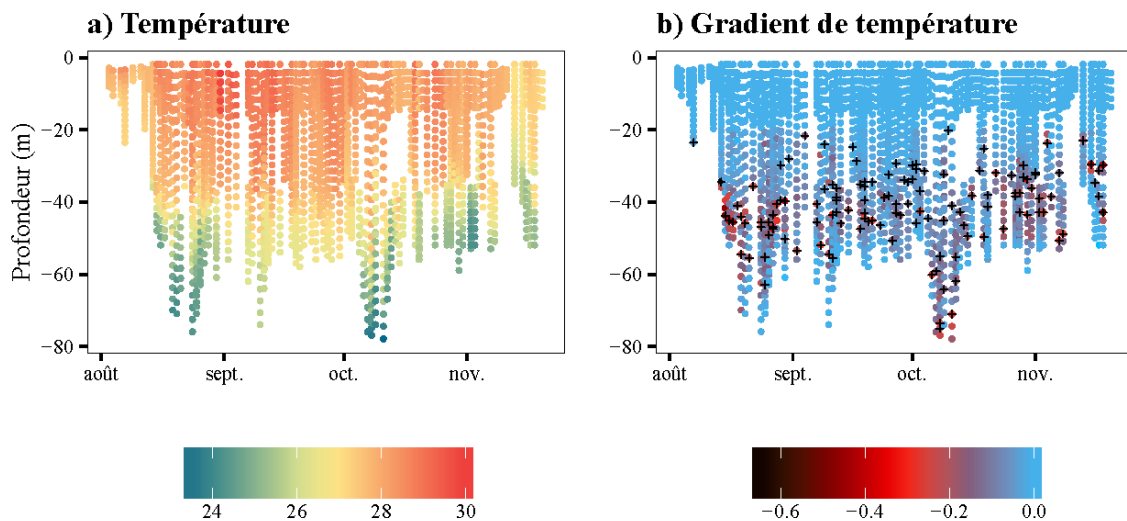 a) Température
b) Gradient de température
Profondeur (m)
0
−20
−40
−60
−80
août
sept.
oct.
nov.
0
−20
−40
−60
−80
août
sept.
oct.
nov.
24
26
28
30
−0.6
−0.4
−0.2
0.0